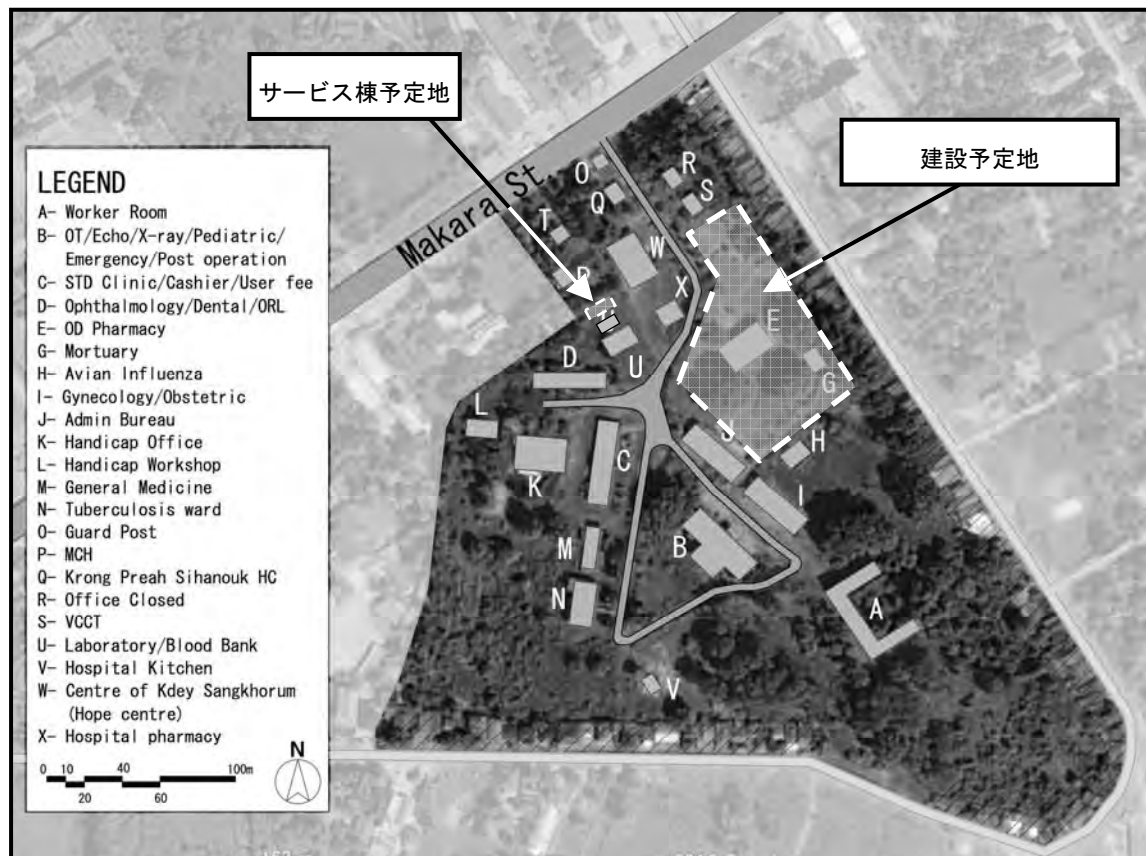 サービス棟予定地
建設予定地
Makara St.
LEGEND
A- Worker Room
B- OT/Echo/X-ray/Pediatric/
Emergency/Post operation
C- STD Clinic/Cashier/User fee
D- Ophthalmology/Dental/ORL
E- OD Pharmacy
G- Mortuary
H- Avian Influenza
I- Gynecology/Obstetric
J- Admin Bureau
K- Handicap Office
L- Handicap Workshop
M- General Medicine
N- Tuberculosis ward
O- Guard Post
P- MCH
Q- Krong Preah Sihanouk HC
R- Office Closed
S- VCCT
U- Laboratory/Blood Bank
V- Hospital Kitchen
W- Centre of Kdey Sangkhorum
(Hope centre)
X- Hospital pharmacy
N
0 10 40 100m
20 60
O
R
Q
S
T
W
P
X
E
U
G
D
L
J
H
C
K
I
M
B
N
A
V